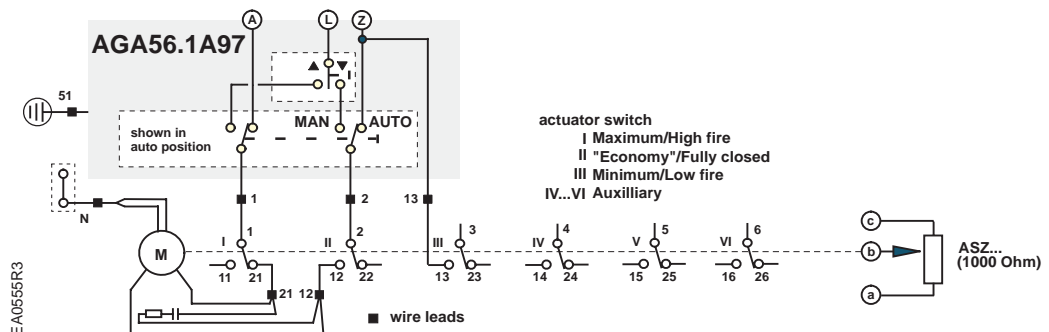 A L Z
AGA56.1A97
51
MAN AUTO
shown in
auto position
actuator switch
I Maximum/High fire
II "Economy"/Fully closed
III Minimum/Low fire
IV...VI Auxilliary
1 2 13
N
I 1 II 2 III 3 IV 4 V 5 VI 6
M
11 21 12 22 13 23 14 24 15 25 16 26
c
b
a
ASZ...
(1000 Ohm)
21 12
wire leads
EA0555R3